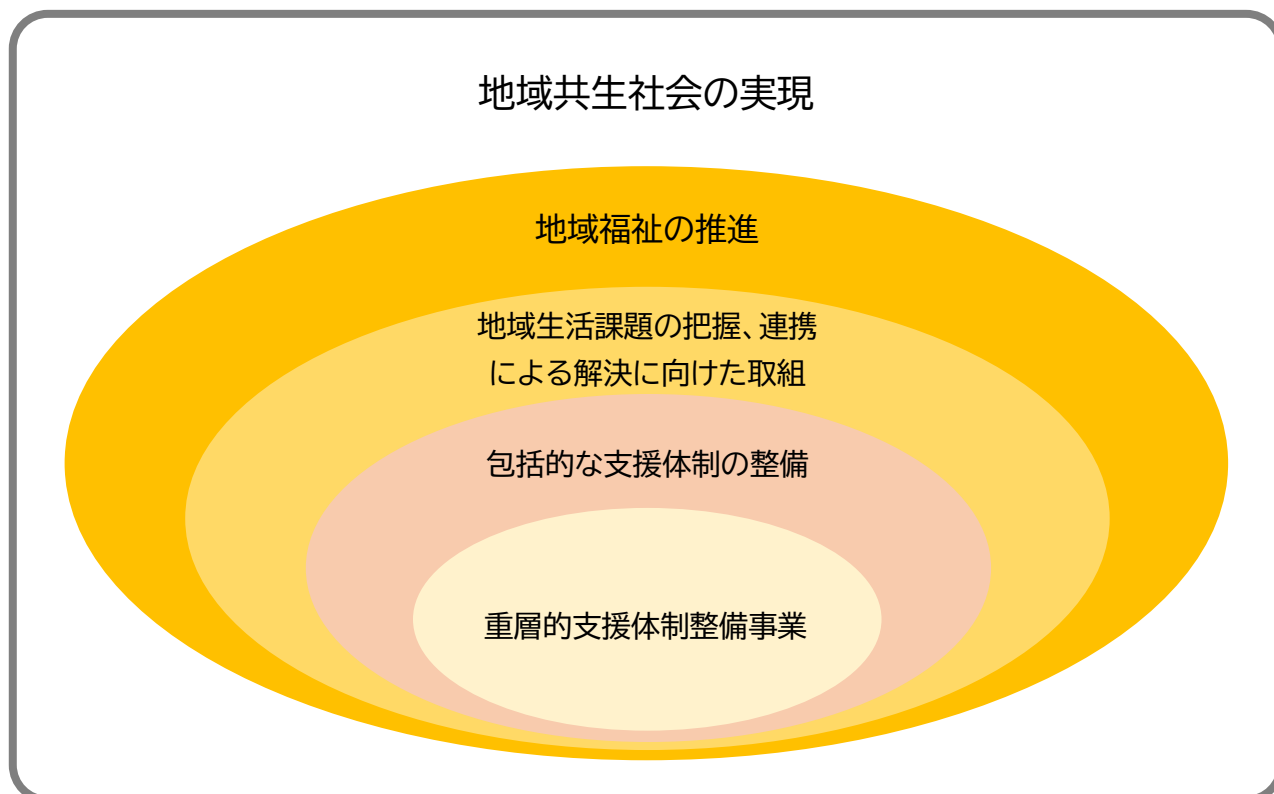 地域共生社会の実現
地域福祉の推進
地域生活課題の把握、連携
による解決に向けた取組
包括的な支援体制の整備
重層的支援体制整備事業